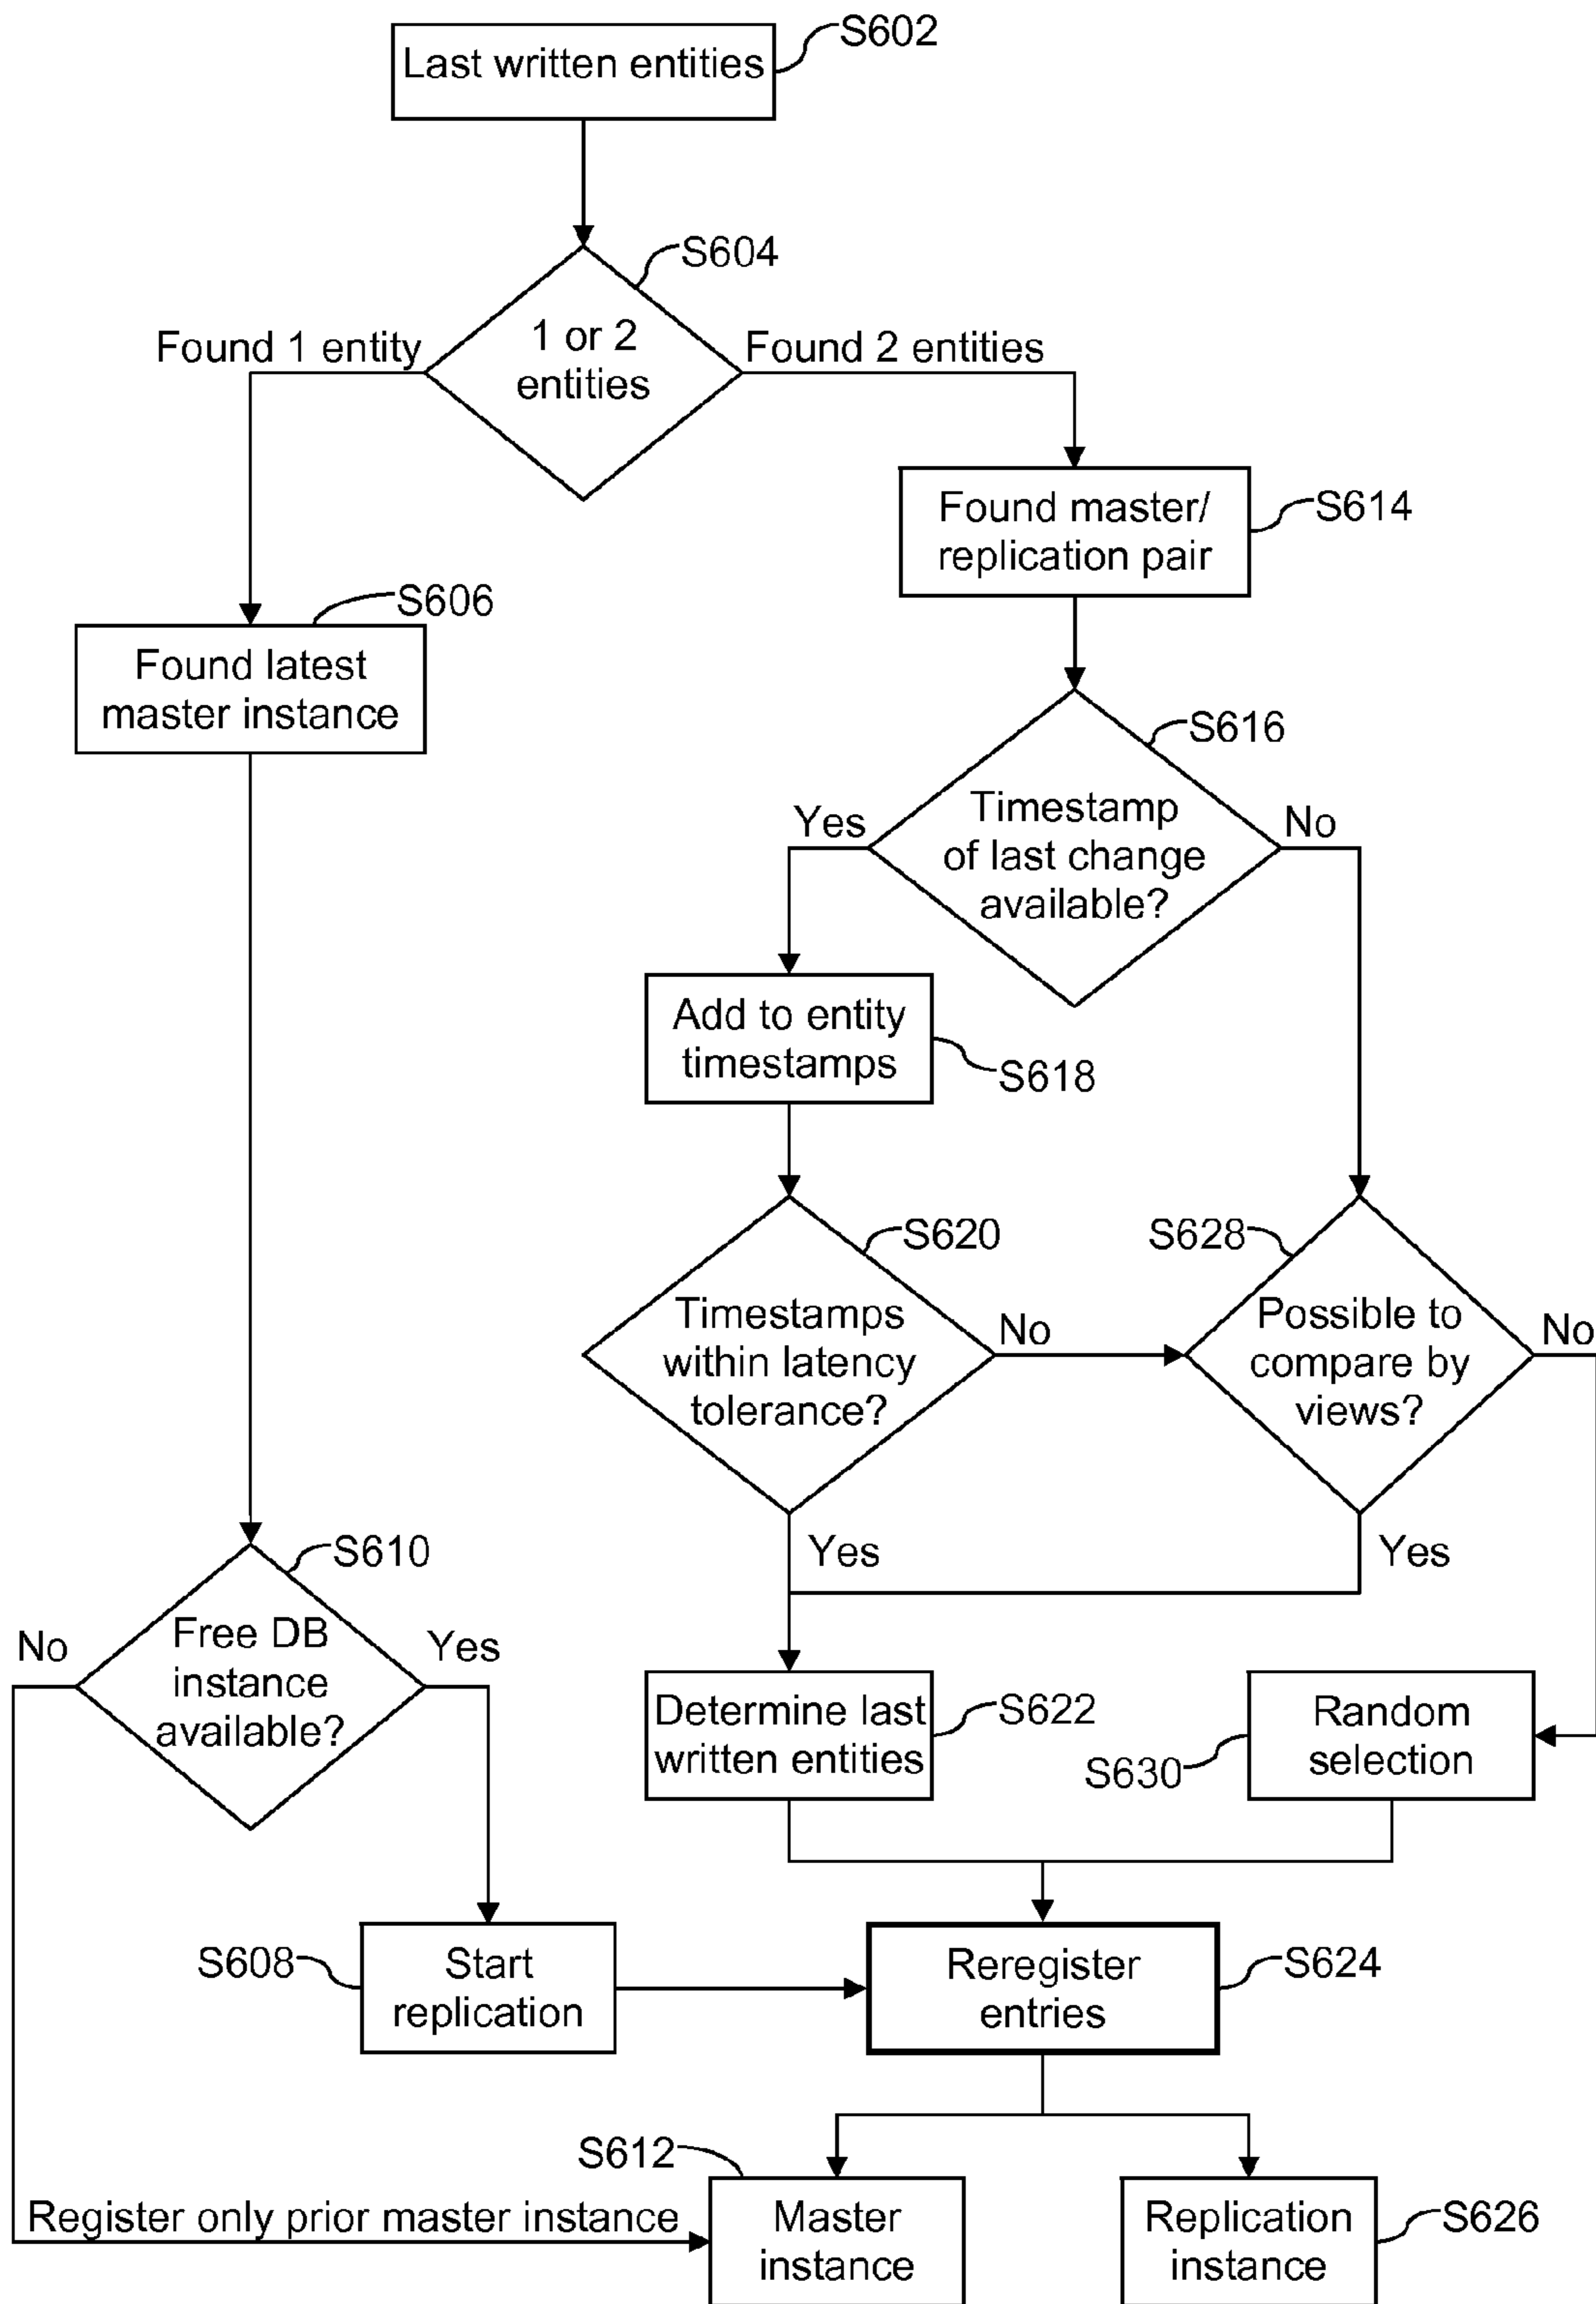 S602
Last written entities
S604
Found 1 entity
1 or 2
entities
Found 2 entities
Found master/
replication pair
S614
S606
Found latest
master instance
S616
Yes
Timestamp
of last change
available?
No
Add to entity
timestamps
S618
S620
S628
Timestamps
within latency
tolerance?
No
Possible to
compare by
views?
No
Yes
Yes
S610
No
Free DB
instance
available?
Yes
Determine last
written entities
S622
S630
Random
selection
S608
Start
replication
Reregister
entries
S624
S612
Register only prior master instance
Master
instance
Replication
instance
S626